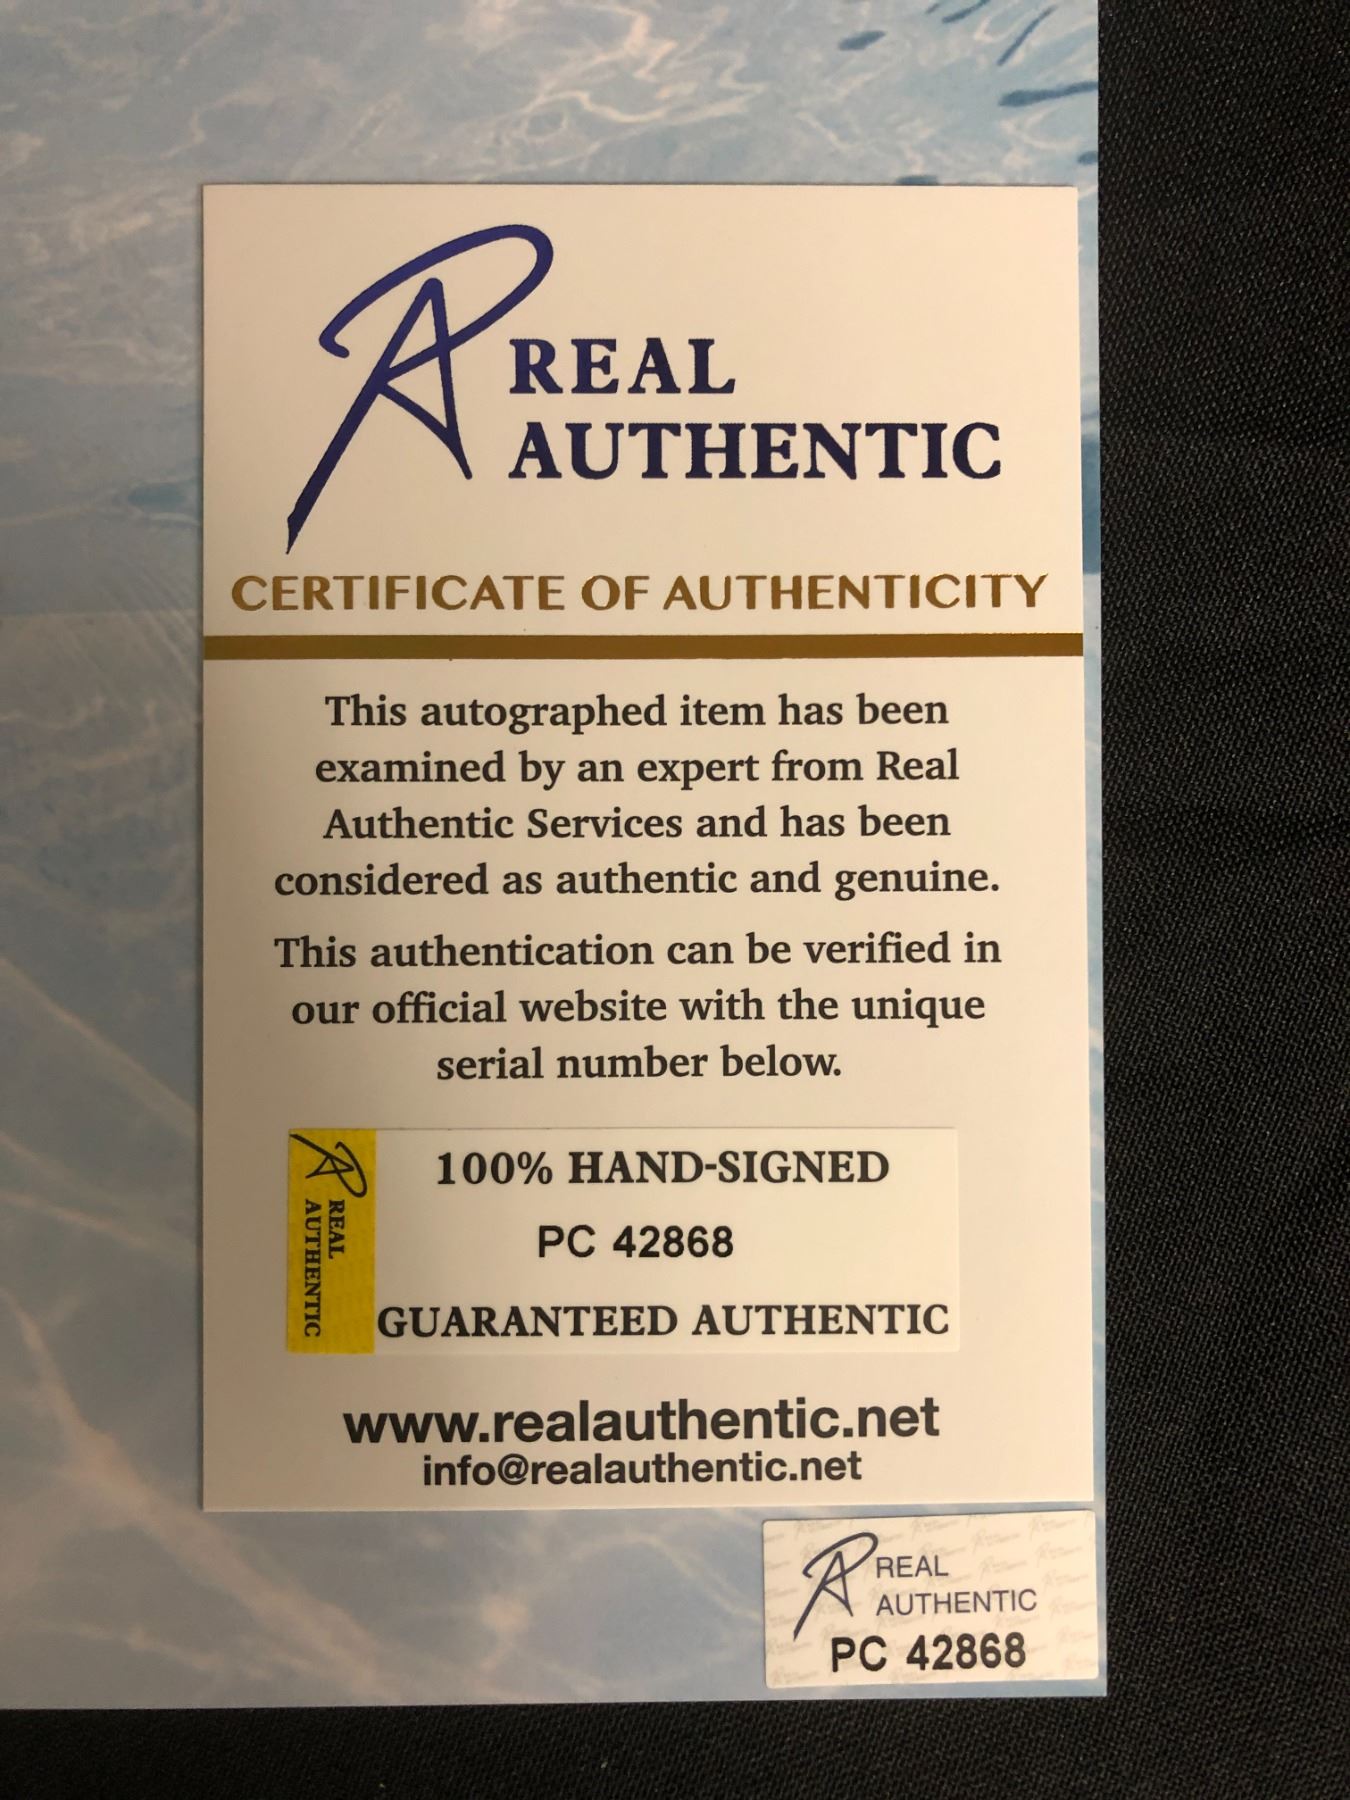 REAL
AUTHENTIC
CERTIFICATE OF AUTHENTICITY
This autographed item has been
examined by an expert from Real
Authentic Services and has been
considered as authentic and genuine.
This authentication can be verified in
our official website with the unique
serial number below.
REAL
AUTHENTIC
100% HAND-SIGNED
PC 42868
GUARANTEED AUTHENTIC
www.realauthentic.net
info@realauthentic.net
REAL
AUTHENTIC
PC 42868